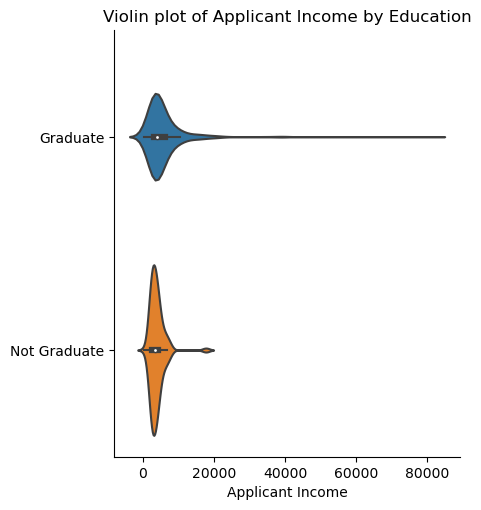 Violin plot of Applicant Income by Education
Graduate
Not Graduate
0 20000 40000 60000 80000
Applicant Income